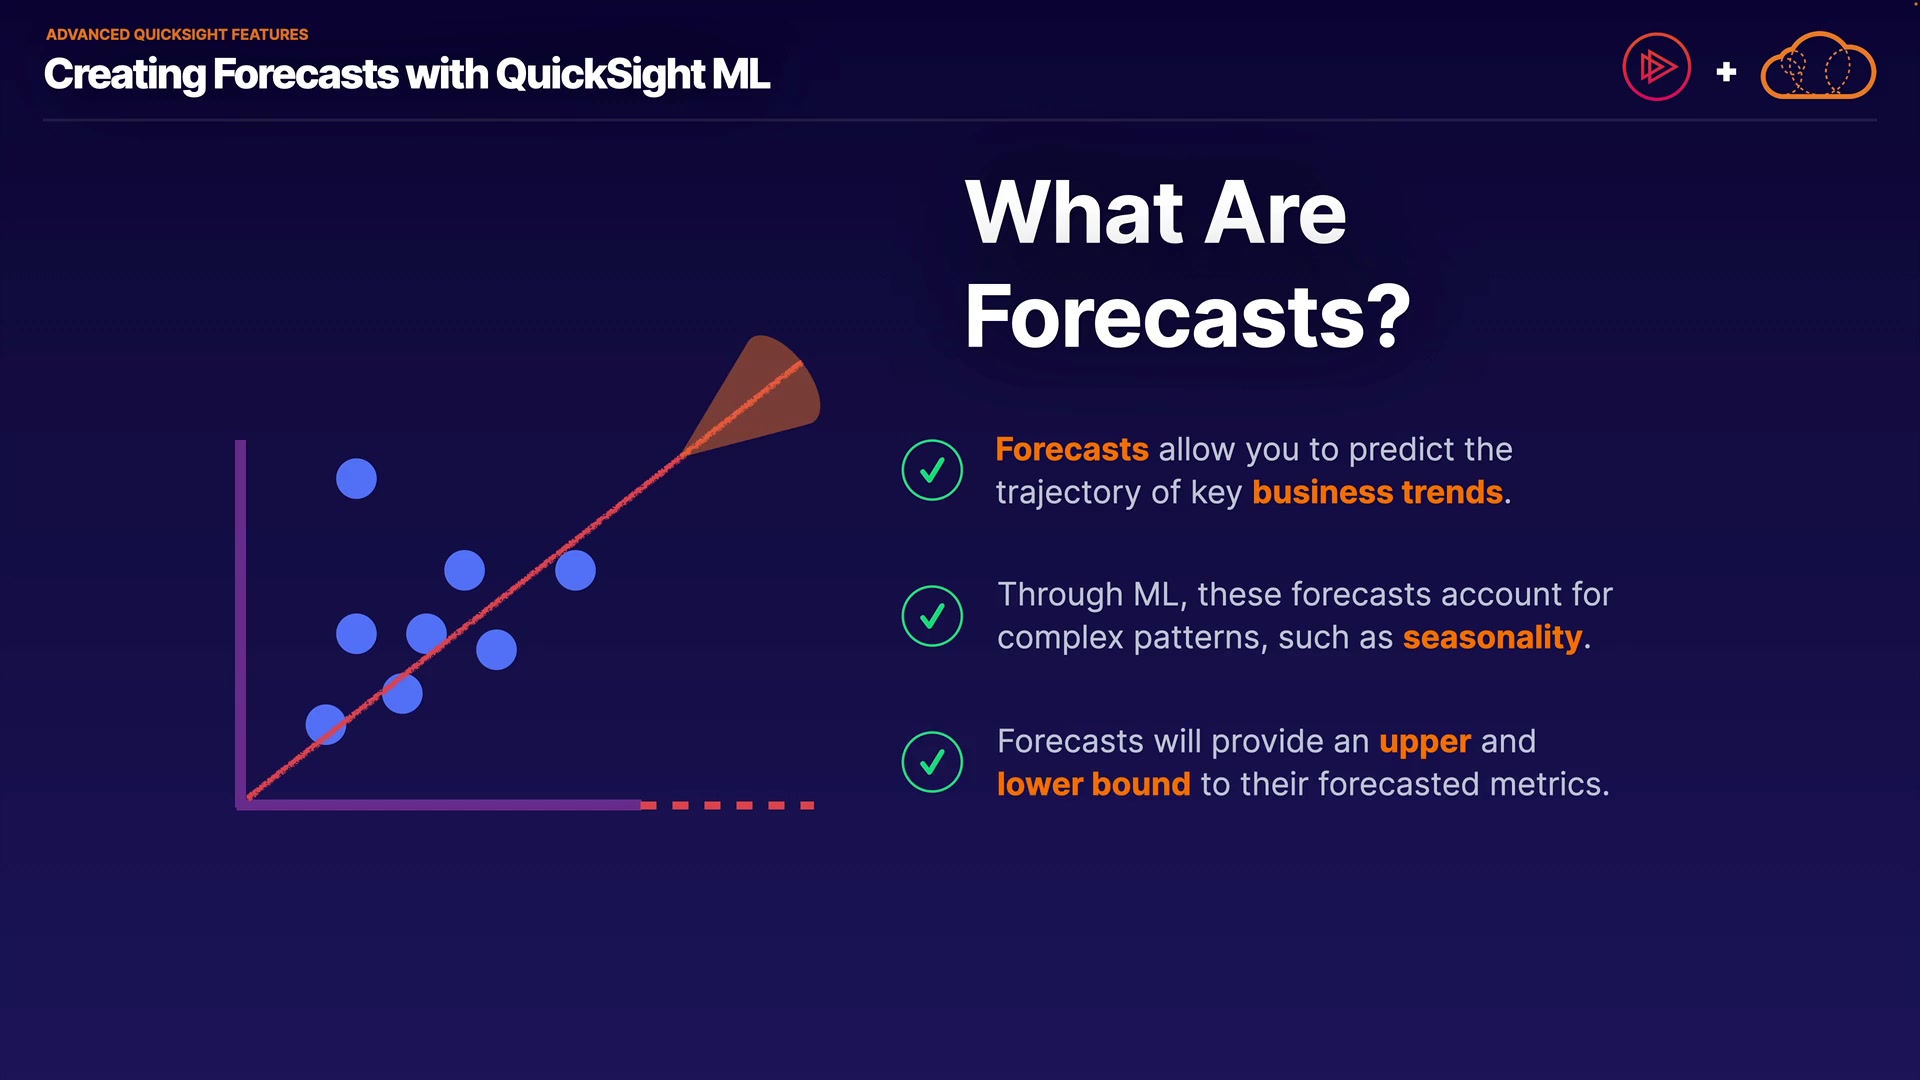 ADVANCED QUICKSIGHT FEATURES
Creating Forecasts with QuickSight ML
+
What Are
Forecasts?
Forecasts allow you to predict the
trajectory of key business trends.
Through ML, these forecasts account for
complex patterns, such as seasonality.
Forecasts will provide an upper and
lower bound to their forecasted metrics.